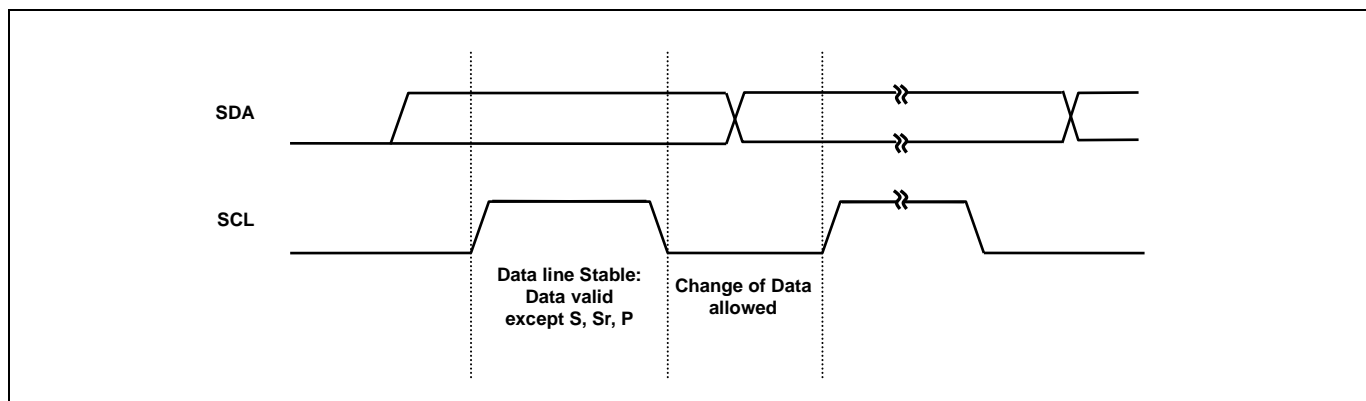 SDA
SCL
Data line Stable:
Data valid
except S, Sr, P
Change of Data
allowed